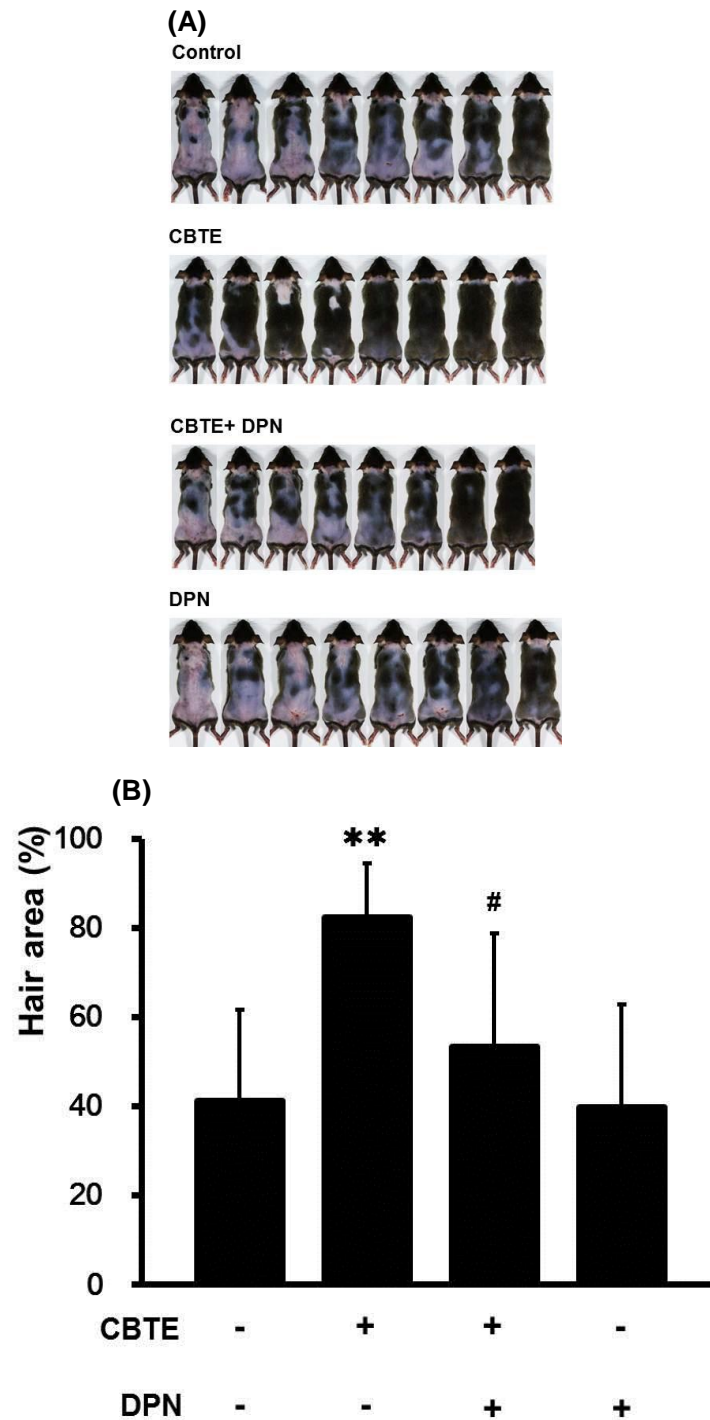 (A)
Control
CBTE
CBTE+ DPN
DPN
(B)
Hair area (%)
100
80
60
40
20
0
**
#
CBTE - + + -
DPN - - + +